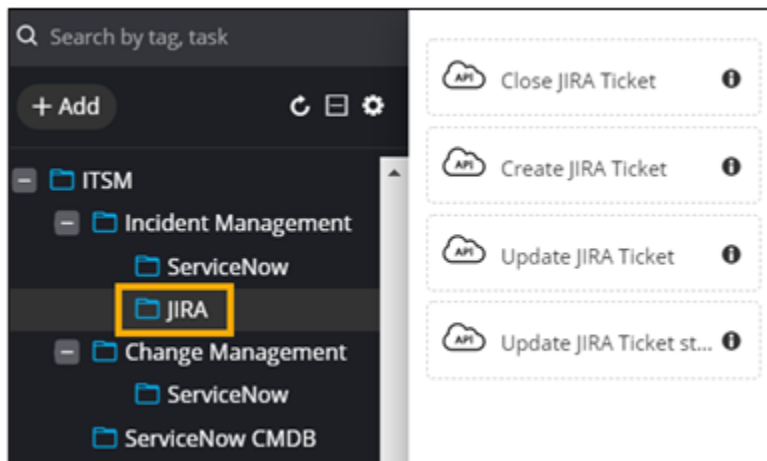 Search by tag, task
+ Add
ITSM
Incident Management
ServiceNow
JIRA
Change Management
ServiceNow
ServiceNow CMDB
API Close JIRA Ticket
API Create JIRA Ticket
API Update JIRA Ticket
API Update JIRA Ticket st...